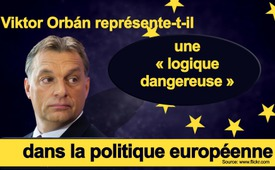 Viktor Orbán représente-t-il
une
« logique
dangereuse »
dans la politique européenne
Source: www.flickr.com